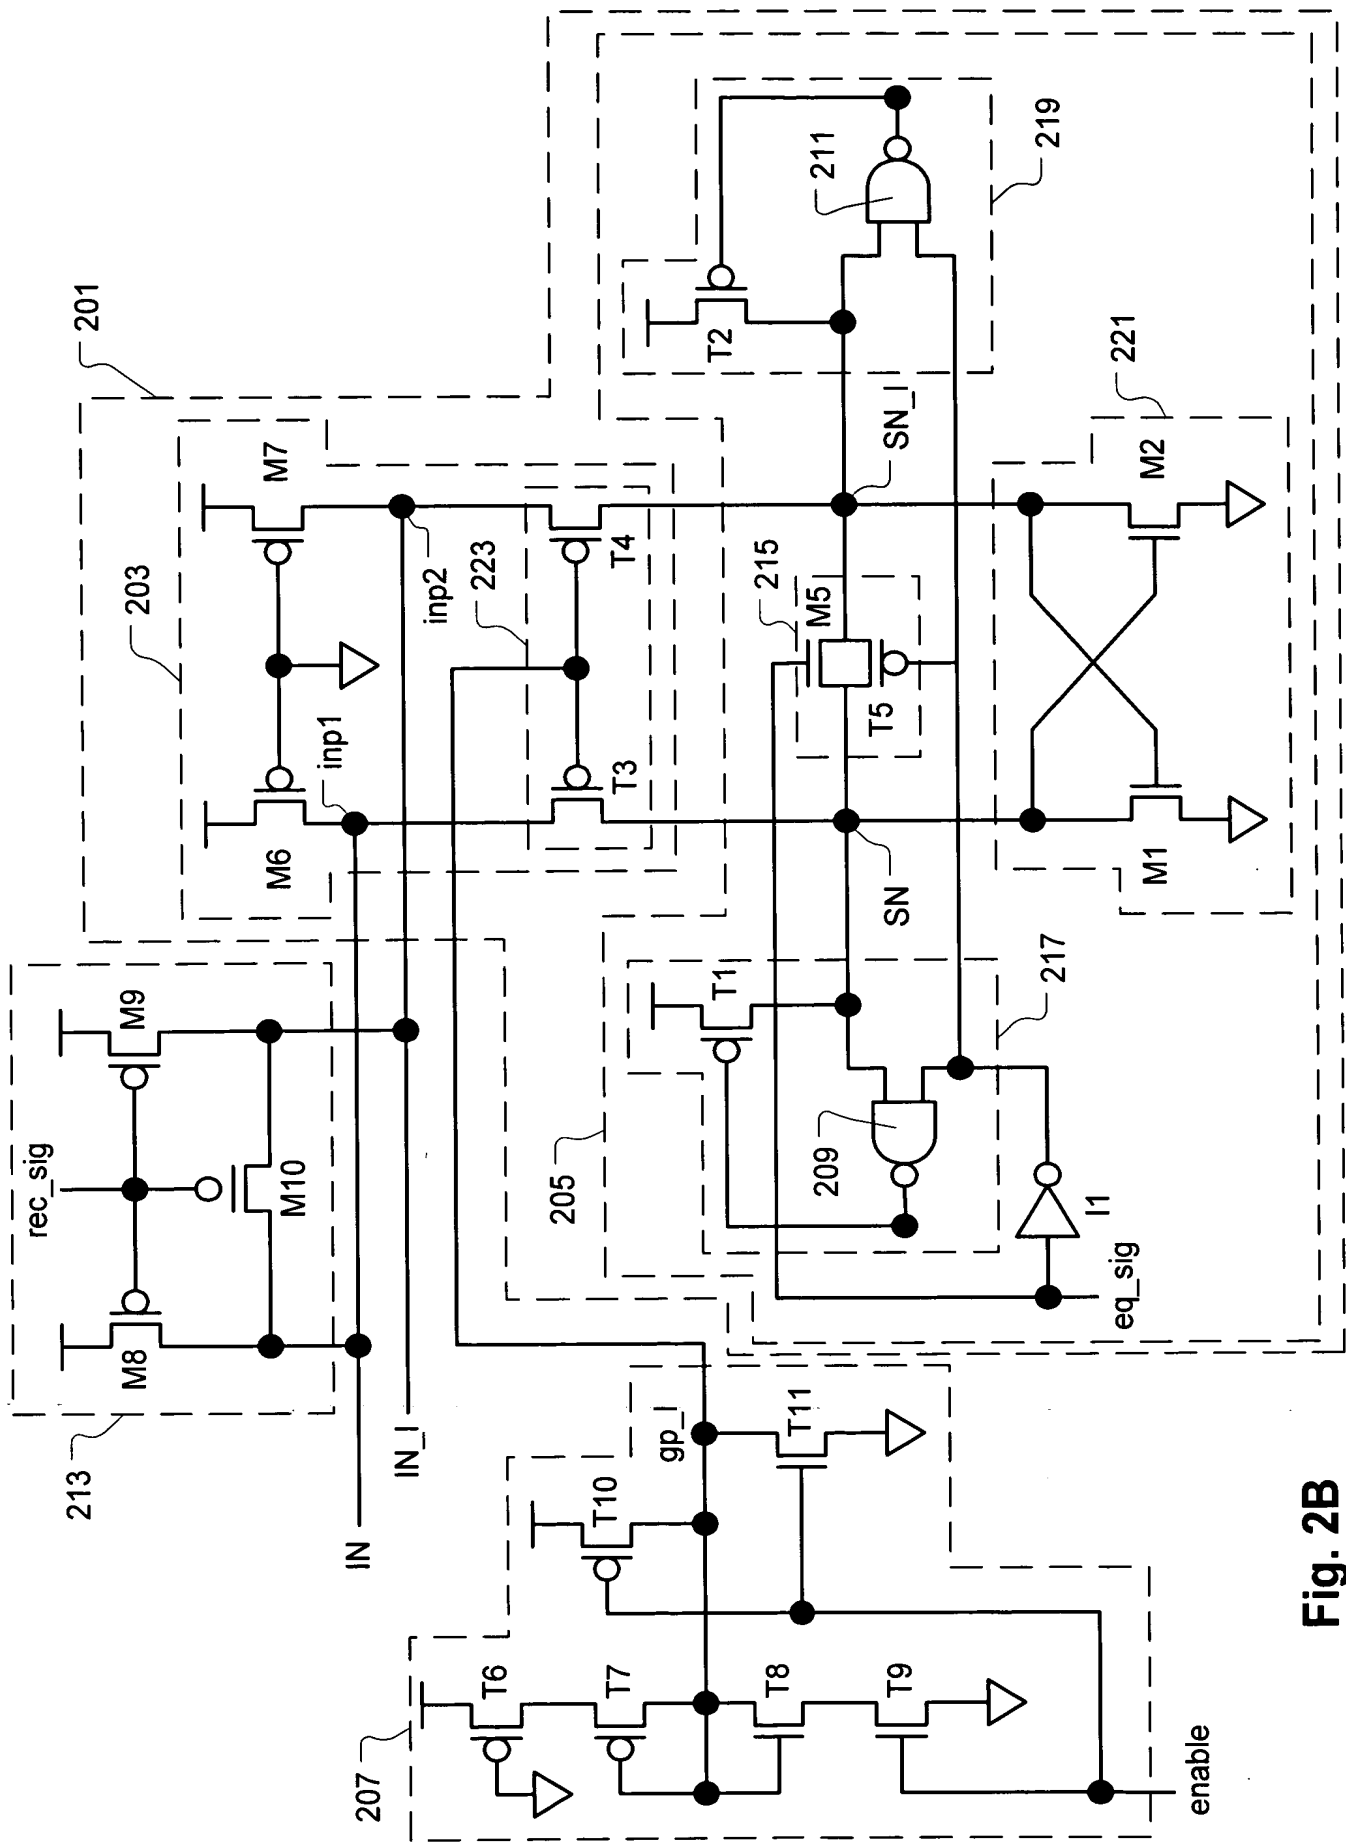 201
203
M7
M6
inp1
inp2
223
T4
T3
213
rec_sig
M9
M8
M10
IN
IN_I
T2
211
219
SN_I
215
M5
T5
SN
221
M2
M1
205
T1
209
217
I1
eq_sig
207
T6
T7
T8
T9
T10
T11
gp_I
enable
Fig. 2B